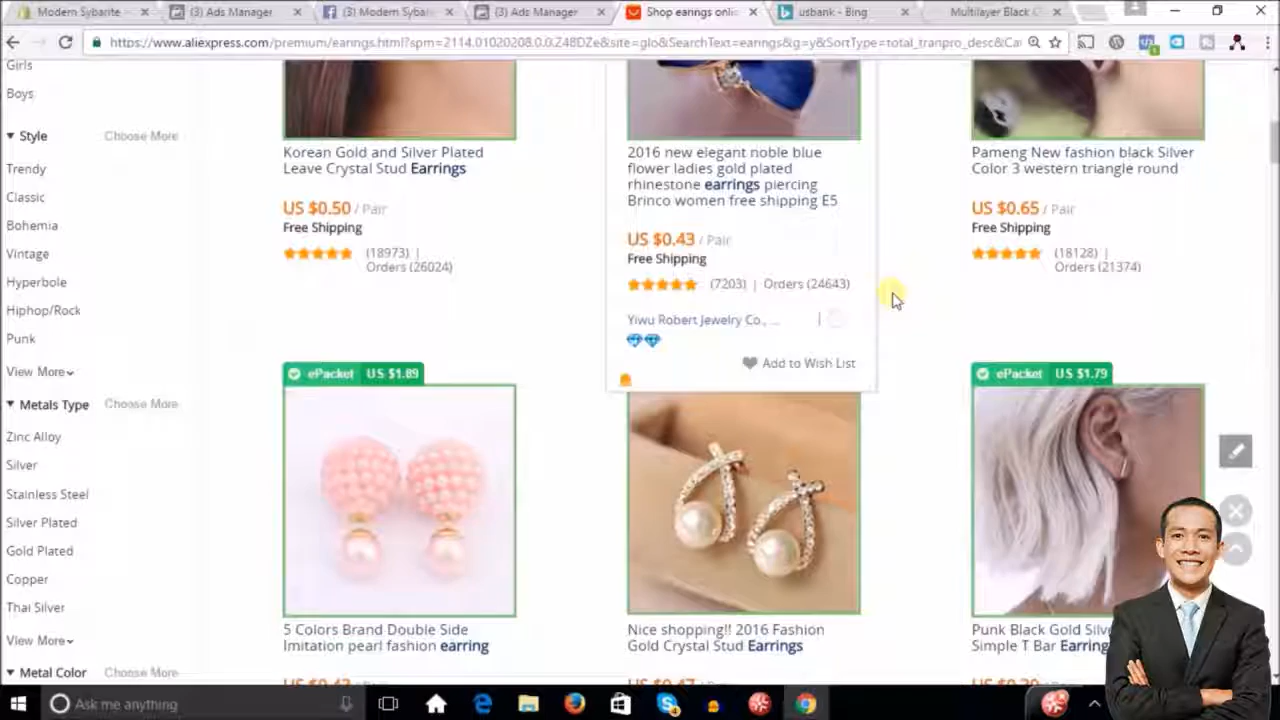 Modern Sybarite
(3) Ads Manager
(3) Modern Sybar
(3) Ads Manager
Shop earings onli
usbank - Bing
Multilayer Black C
https://www.aliexpress.com/premium/earings.html?spm=2114.01020208.0.0.Z48DZe&site=glo&SearchText=earings&g=y&SortType=total_tranpro_desc&Ca
Girls
Boys
Style
Choose More
Trendy
Classic
Bohemia
Vintage
Hyperbole
Hiphop/Rock
Punk
View More
Metals Type
Choose More
Zinc Alloy
Silver
Stainless Steel
Silver Plated
Gold Plated
Copper
Thai Silver
View More
Metal Color
Choose More
Korean Gold and Silver Plated
Leave Crystal Stud Earrings
US $0.50 / Pair
Free Shipping
(18973) |
Orders (26024)
2016 new elegant noble blue
flower ladies gold plated
rhinestone earrings piercing
Brinco women free shipping E5
US $0.43 / Pair
Free Shipping
(7203) | Orders (24643)
Yiwu Robert Jewelry Co., ... |
Add to Wish List
Pameng New fashion black Silver
Color 3 western triangle round
US $0.65 / Pair
Free Shipping
(18128) |
Orders (21374)
ePacket US $1.89
5 Colors Brand Double Side
Imitation pearl fashion earring
Nice shopping!! 2016 Fashion
Gold Crystal Stud Earrings
ePacket US $1.79
Punk Black Gold Silve
Simple T Bar Earring
Ask me anything